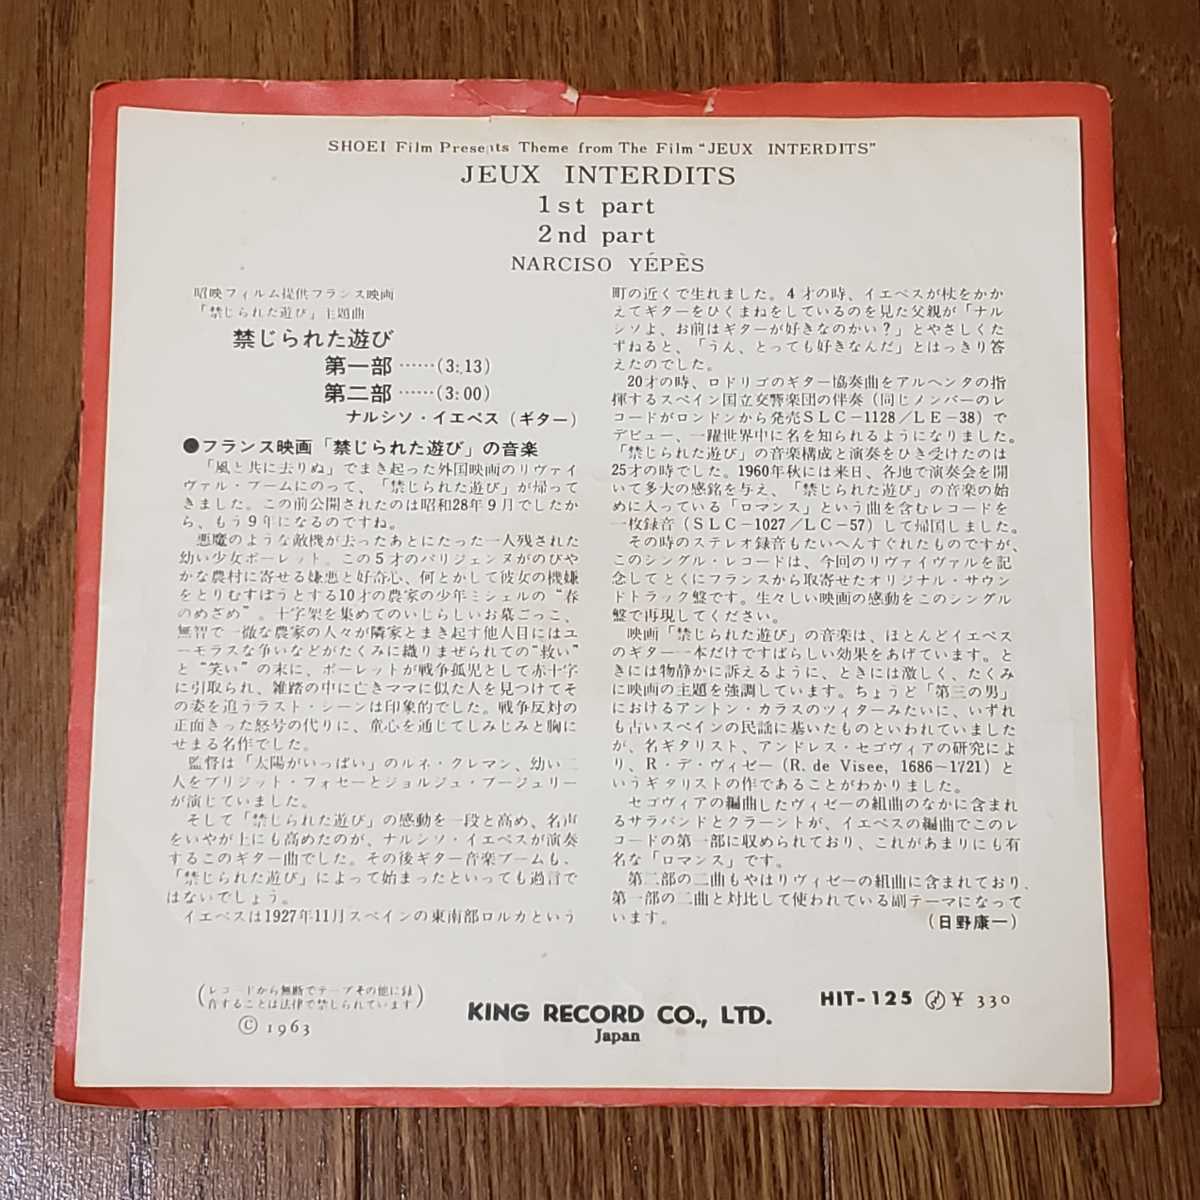 SHOEI Film Presents Theme from The Film "JEUX INTERDITS"
JEUX INTERDITS
1st part
2nd part
NARCISO YÉPÈS
昭映フィルム提供フランス映画
「禁じられた遊び」主題曲
禁じられた遊び
第一部……(3:13)
第二部……(3:00)
ナルシソ・イエペス(ギター)
●フランス映画「禁じられた遊び」の音楽
「風と共に去りぬ」でまき起った外国映画のリヴァイ
ヴァル・ブームにのって、「禁じられた遊び」が帰って
きました。この前公開されたのは昭和28年9月でしたか
ら、もう9年になるのですね。
悪魔のような敵機が去ったあとにたった一人残された
幼い少女ポーレット。この5才のパリジェンヌがのびや
かな農村に寄せる嫌悪と好奇心、何とかして彼女の機嫌
をとりむすぼうとする10才の農家の少年ミシェルの“春
のめざめ”。十字架を集めてのいじらしいお墓ごっこ、
無智で一徹な農家の人々が隣家とまき起す他人目にはユ
ーモラスな争いなどがたくみに織りまぜられての“救い”
と“笑い”の末に、ポーレットが戦争孤児として赤十字
に引取られ、雑踏の中に亡きママに似た人を見つけてそ
の姿を追うラスト・シーンは印象的でした。戦争反対の
正面きった怒号の代りに、童心を通じてしみじみと胸に
せまる名作でした。
監督は「太陽がいっぱい」のルネ・クレマン、幼い二
人をブリジット・フォセーとジョルジュ・プージュリー
が演じていました。
そして「禁じられた遊び」の感動を一段と高め、名声
をいやが上にも高めたのが、ナルシソ・イエペスが演奏
するこのギター曲でした。その後ギター音楽ブームも、
「禁じられた遊び」によって始まったといっても過言で
はないでしょう。
イエペスは1927年11月スペインの東南部ロルカという
町の近くで生れました。4才の時、イエペスが杖をかか
えてギターをひくまねをしているのを見た父親が「ナル
シソよ、お前はギターが好きなのかい?」とやさしくた
ずねると、「うん、とっても好きなんだ」とはっきり答
えたのでした。
20才の時、ロドリゴのギター協奏曲をアルヘンタの指
揮するスペイン国立交響楽団の伴奏(同じメンバーのレ
コードがロンドンから発売SLC-1128/LE-38)で
デビュー、一躍世界中に名を知られるようになりました。
「禁じられた遊び」の音楽構成と演奏をひき受けたのは
25才の時でした。1960年秋には来日、各地で演奏会を開
いて多大の感銘を与え、「禁じられた遊び」の音楽の始
めに入っている「ロマンス」という曲を含むレコードを
一枚録音(SLC-1027/LC-57)して帰国しました。
その時のステレオ録音もたいへんすぐれたものですが、
このシングル・レコードは、今回のリヴァイヴァルを記
念してとくにフランスから取寄せたオリジナル・サウン
ドトラック盤です。生々しい映画の感動をこのシングル
盤で再現してください。
映画「禁じられた遊び」の音楽は、ほとんどイエペス
のギター一本だけですばらしい効果をあげています。と
きには物静かに訴えるように、ときには激しく、たくみ
に映画の主題を強調しています。ちょうど「第三の男」
におけるアントン・カラスのツィターみたいに、いずれ
も古いスペインの民謡に基いたものといわれていました
が、名ギタリスト、アンドレス・セゴヴィアの研究によ
り、R・デ・ヴィゼー(R. de Visee, 1686~1721)と
いうギタリストの作であることがわかりました。
セゴヴィアの編曲したヴィゼーの組曲のなかに含まれ
るサラバンドとクラーントが、イエペスの編曲でこのレ
コードの第一部に収められており、これがあまりにも有
名な「ロマンス」です。
第二部の二曲もやはりヴィゼーの組曲に含まれており、
第一部の二曲と対比して使われている副テーマになって
います。 (日野康一)
(レコードから無断でテープその他に録
音することは法律で禁じられています)
© 1963
KING RECORD CO., LTD.
Japan
HIT-125 ¥ 330